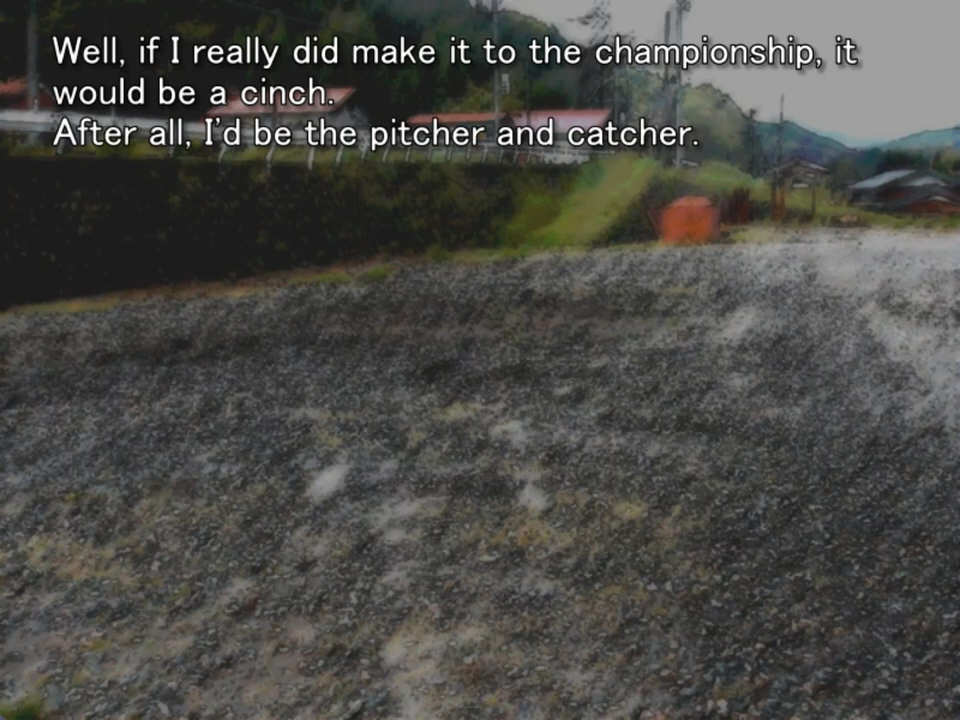 Well, if I really did make it to the championship, it
would be a cinch.
After all, I'd be the pitcher and catcher.